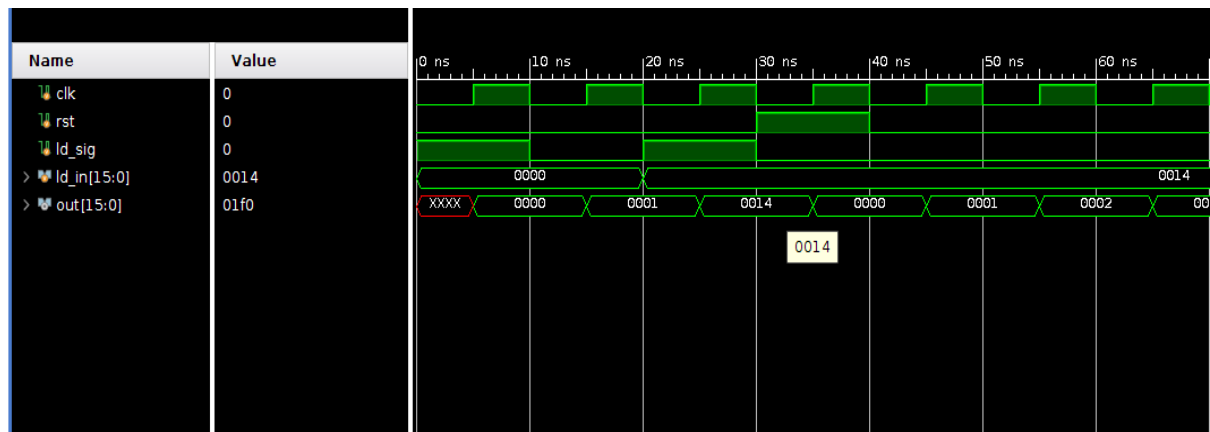 Name Value 0 ns 10 ns 20 ns 30 ns 40 ns 50 ns 60 ns
clk 0
rst 0
ld_sig 0
ld_in[15:0] 0014 0000 0014
out[15:0] 01f0 XXXX 0000 0001 0014 0000 0001 0002 00
0014